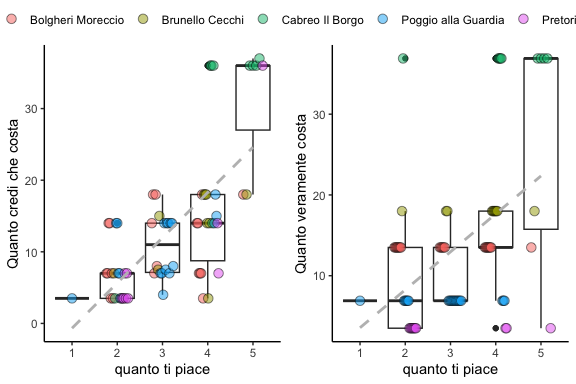 Bolgheri Moreccio Brunello Cecchi Cabreo Il Borgo Poggio alla Guardia Pretori
Quanto credi che costa
30
20
10
0
1 2 3 4 5
quanto ti piace
Quanto veramente costa
30
20
10
1 2 3 4 5
quanto ti piace